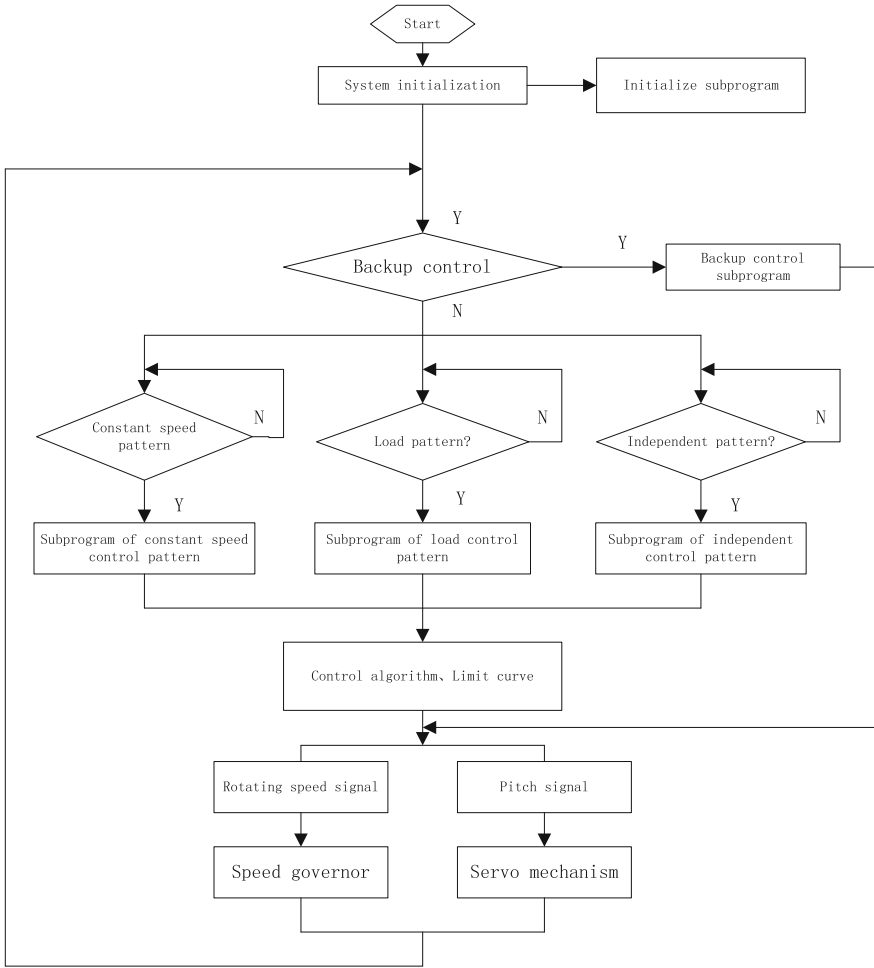 Start
System initialization
Initialize subprogram
Y
Backup control
Y
Backup control
subprogram
N
Constant speed
pattern
N
Load pattern?
N
Independent pattern?
N
Y
Y
Y
Subprogram of constant speed
control pattern
Subprogram of load control
pattern
Subprogram of independent
control pattern
Control algorithm、Limit curve
Rotating speed signal
Pitch signal
Speed governor
Servo mechanism